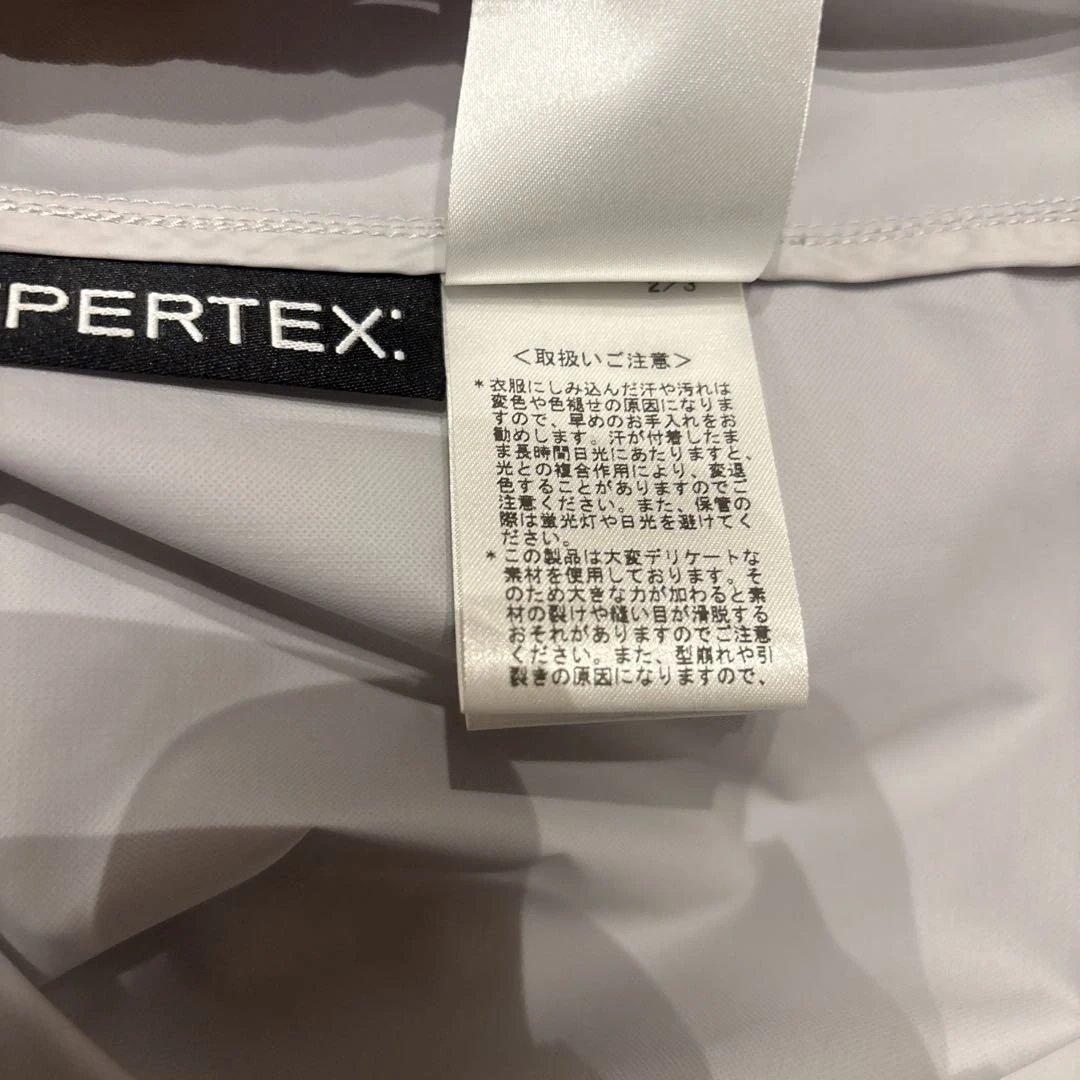 PERTEX:
2/3
＜取扱いご注意＞
*衣服にしみ込んだ汗や汚れは
変色や色褪せの原因になりま
すので、早めのお手入れをお
勧めします。汗が付着したま
ま長時間日光にあたりますと、
光との複合作用により、変退
色することがありますのでご
注意ください。また、保管の
際は蛍光灯や日光を避けてく
ださい。
*この製品は大変デリケートな
素材を使用しております。そ
のため大きな力が加わると素
材の裂けや縫い目が滑脱する
おそれがありますのでご注意
ください。また、型崩れや引
裂きの原因になりますので、